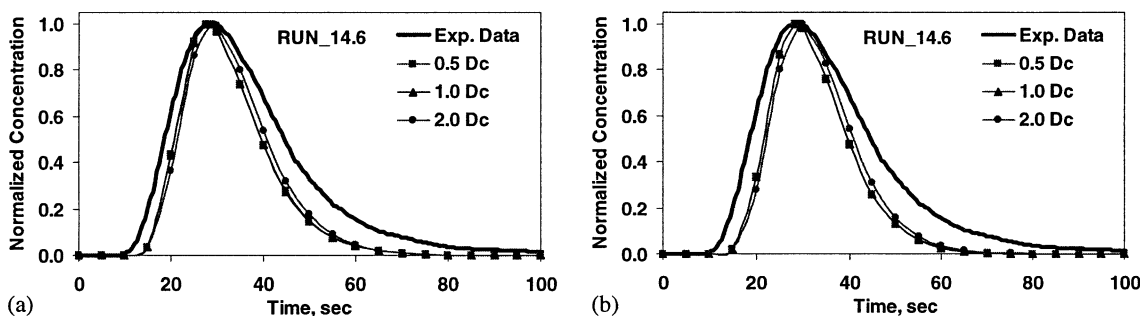 Normalized Concentration
1.0
0.8
0.6
0.4
0.2
0.0
RUN_14.6
Exp. Data
0.5 Dc
1.0 Dc
2.0 Dc
0 20 40 60 80 100
Time, sec
(a)
Normalized Concentration
1.0
0.8
0.6
0.4
0.2
0.0
RUN_14.6
Exp. Data
0.5 Dc
1.0 Dc
2.0 Dc
0 20 40 60 80 100
Time, sec
(b)